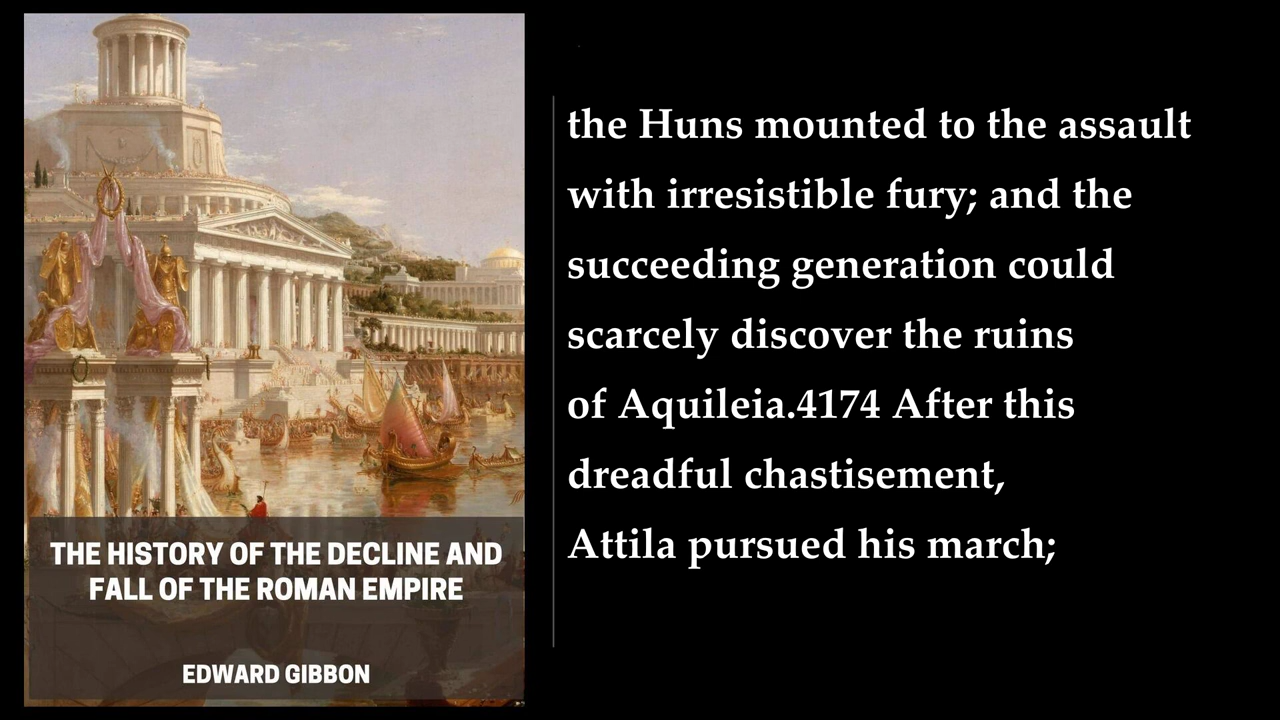 THE HISTORY OF THE DECLINE AND
FALL OF THE ROMAN EMPIRE
EDWARD GIBBON
the Huns mounted to the assault
with irresistible fury; and the
succeeding generation could
scarcely discover the ruins
of Aquileia.4174 After this
dreadful chastisement,
Attila pursued his march;